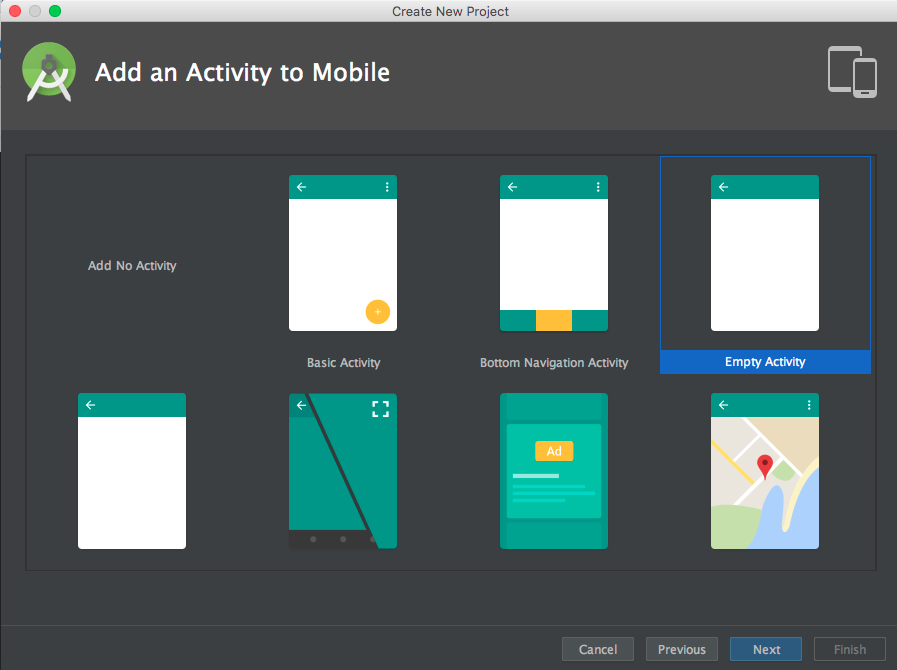 Create New Project
Add an Activity to Mobile
Add No Activity
Basic Activity
Bottom Navigation Activity
Empty Activity
Ad
Cancel
Previous
Next
Finish